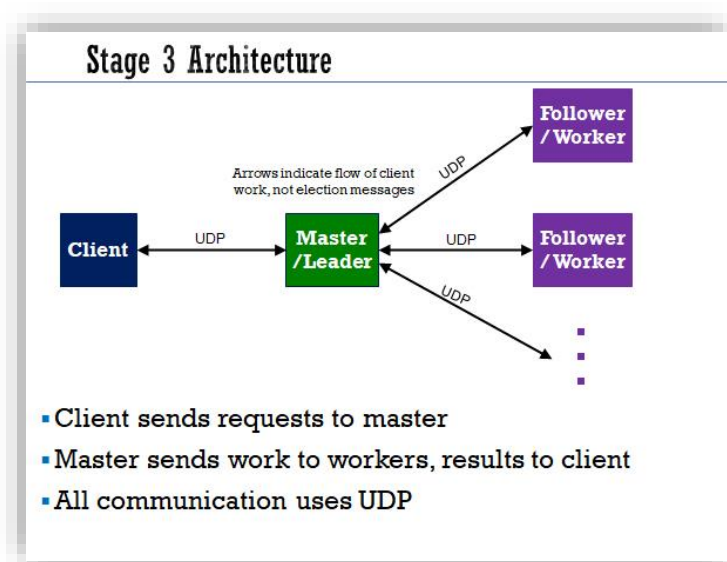 Stage 3 Architecture
Follower
/Worker
Arrows indicate flow of client
work, not election messages
UDP
Client
UDP
Master
/Leader
UDP
Follower
/Worker
UDP
Client sends requests to master
Master sends work to workers, results to client
All communication uses UDP